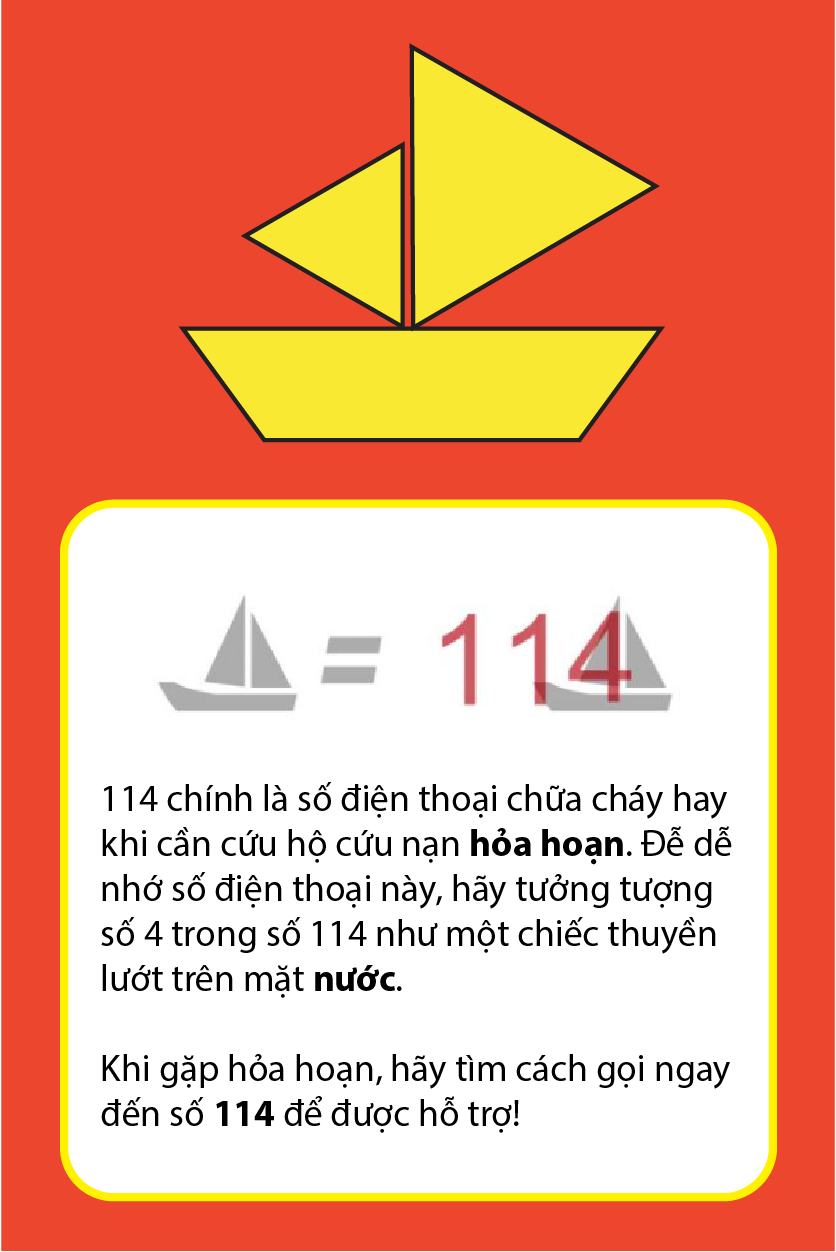 = 114
114 chính là số điện thoại chữa cháy hay
khi cần cứu hộ cứu nạn hỏa hoạn. Đễ dễ
nhớ số điện thoại này, hãy tưởng tượng
số 4 trong số 114 như một chiếc thuyền
lướt trên mặt nước.
Khi gặp hỏa hoạn, hãy tìm cách gọi ngay
đến số 114 để được hỗ trợ!